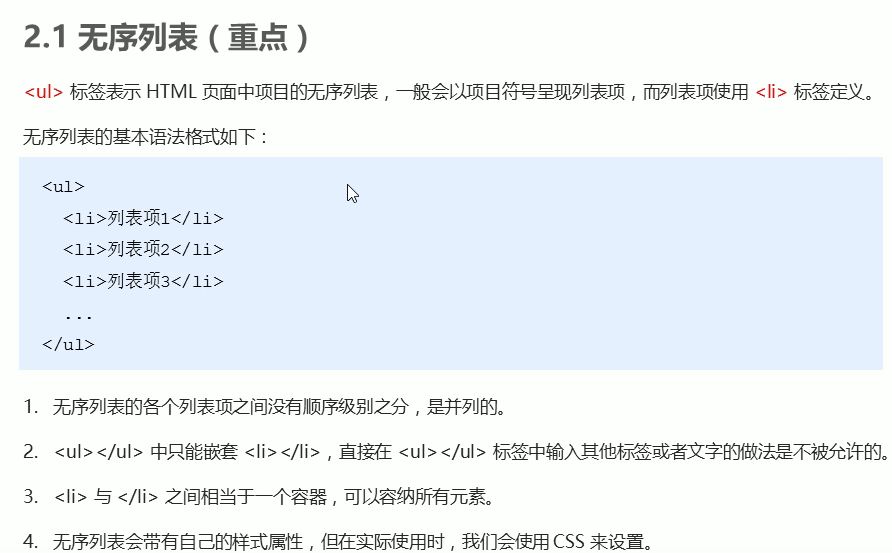 2.1 无序列表（重点）
<ul> 标签表示 HTML 页面中项目的无序列表，一般会以项目符号呈现列表项，而列表项使用 <li> 标签定义。
无序列表的基本语法格式如下：
<ul>
  <li>列表项1</li>
  <li>列表项2</li>
  <li>列表项3</li>
  ...
</ul>
1. 无序列表的各个列表项之间没有顺序级别之分，是并列的。
2. <ul></ul> 中只能嵌套 <li></li>，直接在 <ul></ul> 标签中输入其他标签或者文字的做法是不被允许的。
3. <li> 与 </li> 之间相当于一个容器，可以容纳所有元素。
4. 无序列表会带有自己的样式属性，但在实际使用时，我们会使用 CSS 来设置。